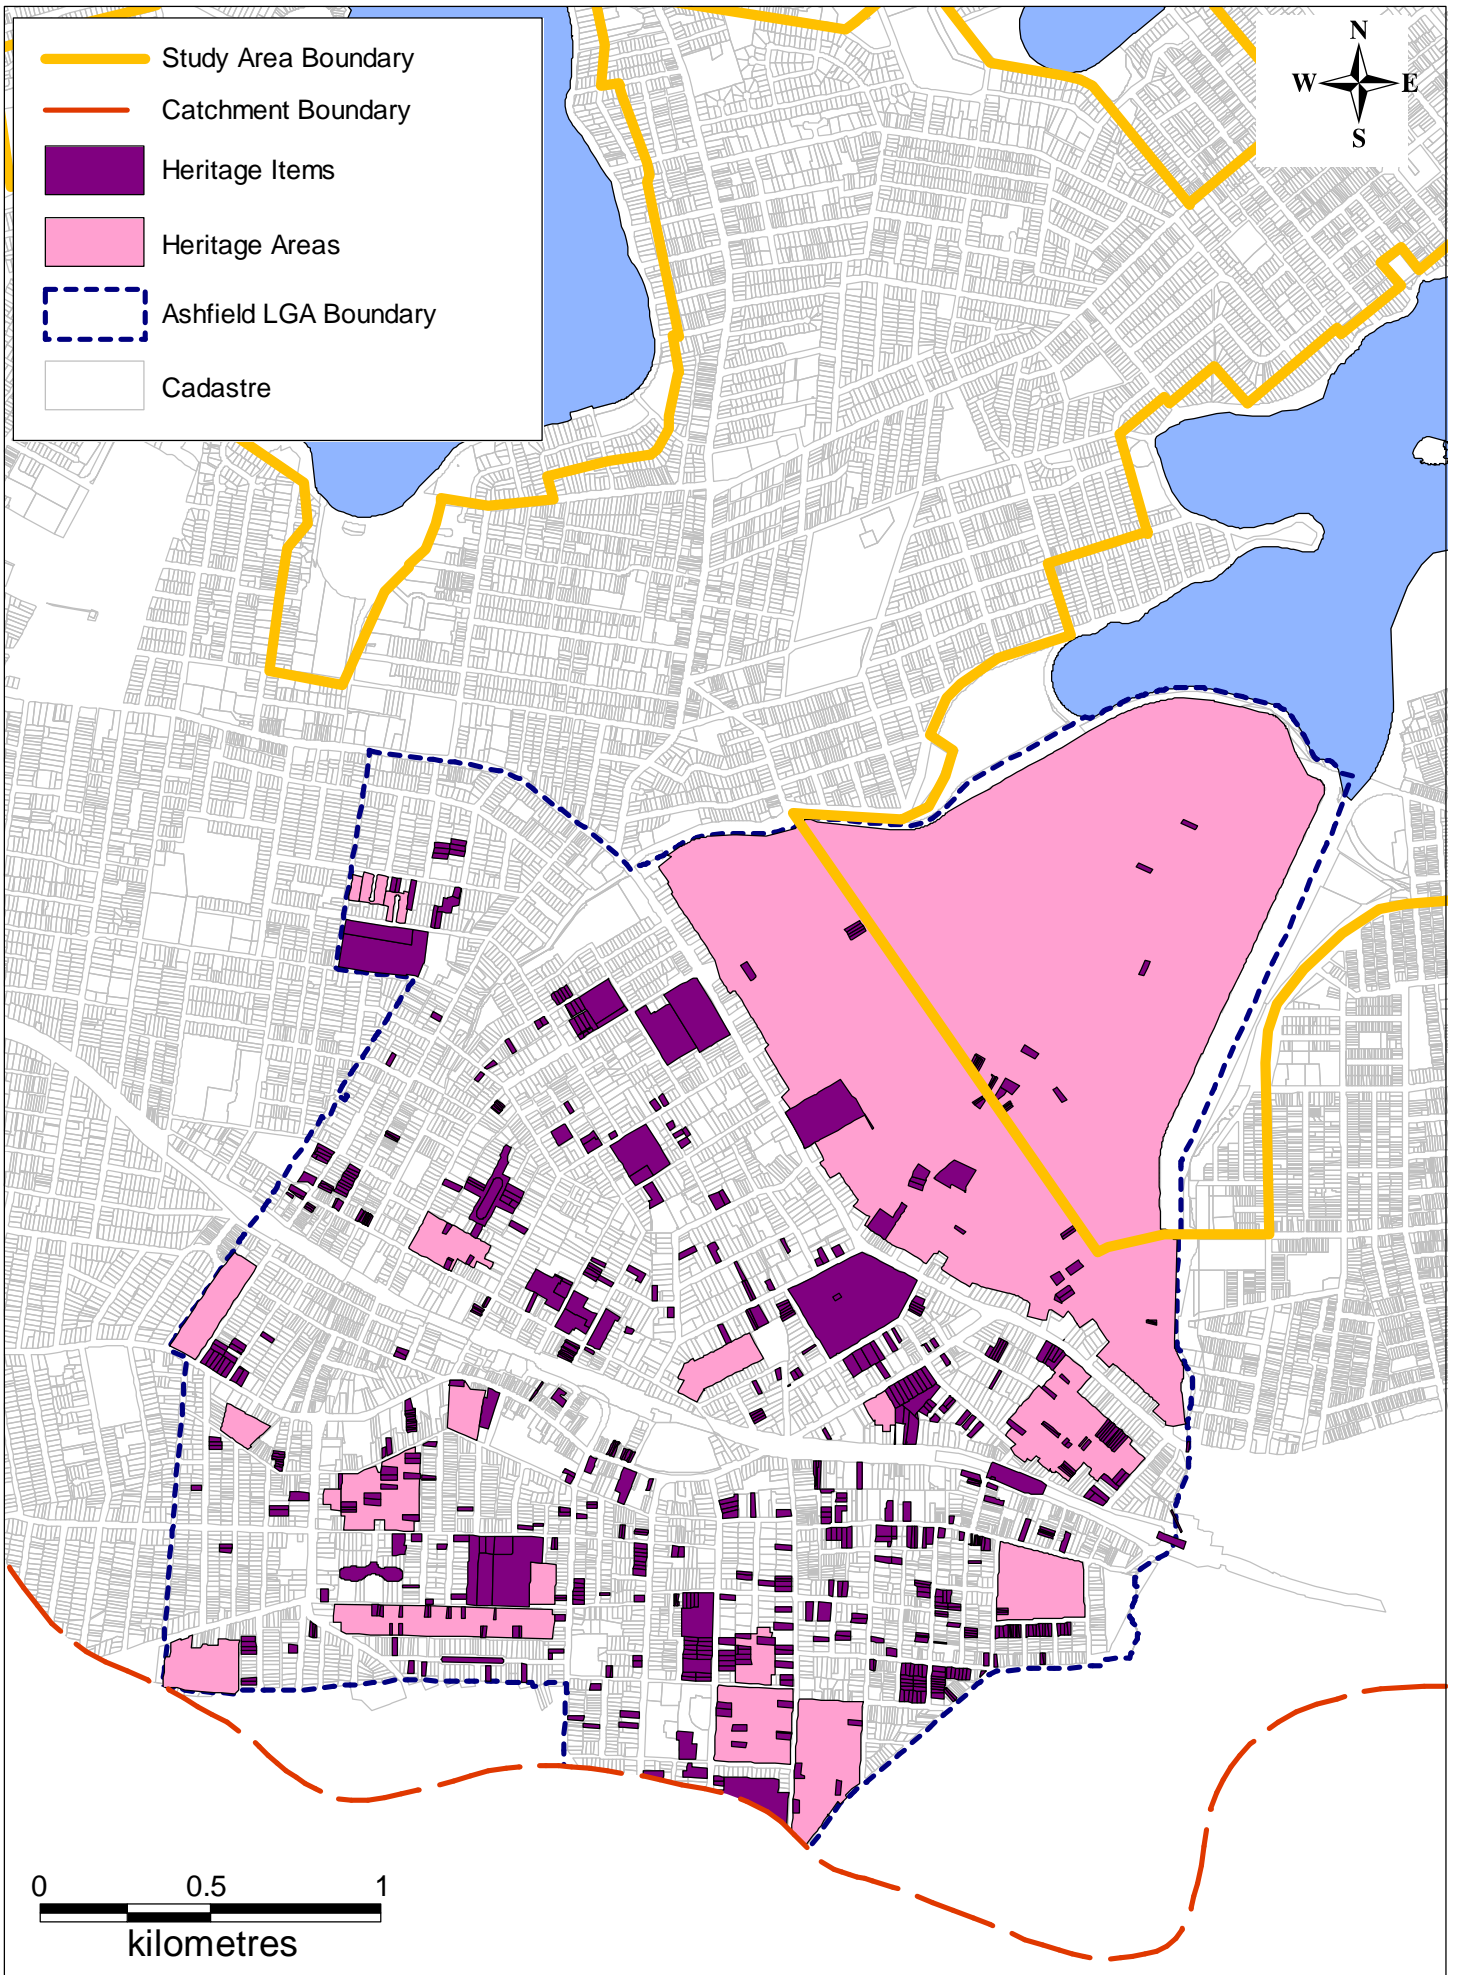 Study Area Boundary
Catchment Boundary
Heritage Items
Heritage Areas
Ashfield LGA Boundary
Cadastre
N
W E
S
0 0.5 1
kilometres